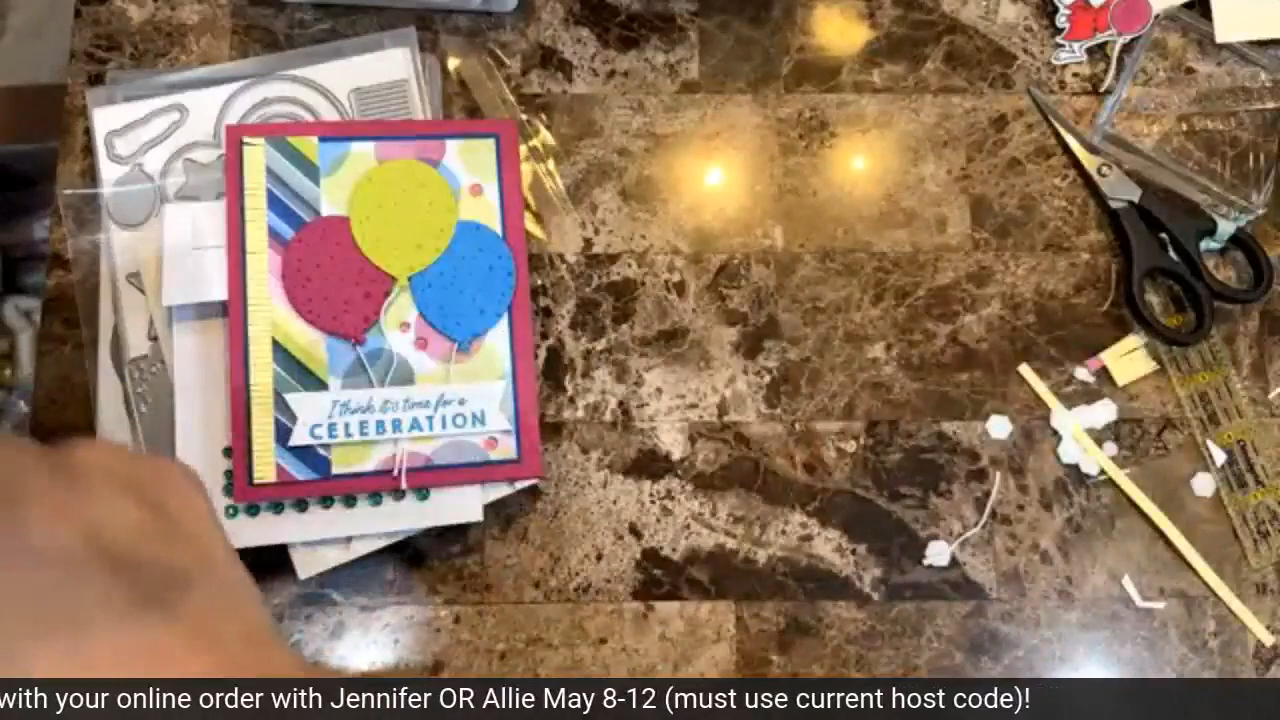 I think it's time for a
CELEBRATION
with your online order with Jennifer OR Allie May 8-12 (must use current host code)!